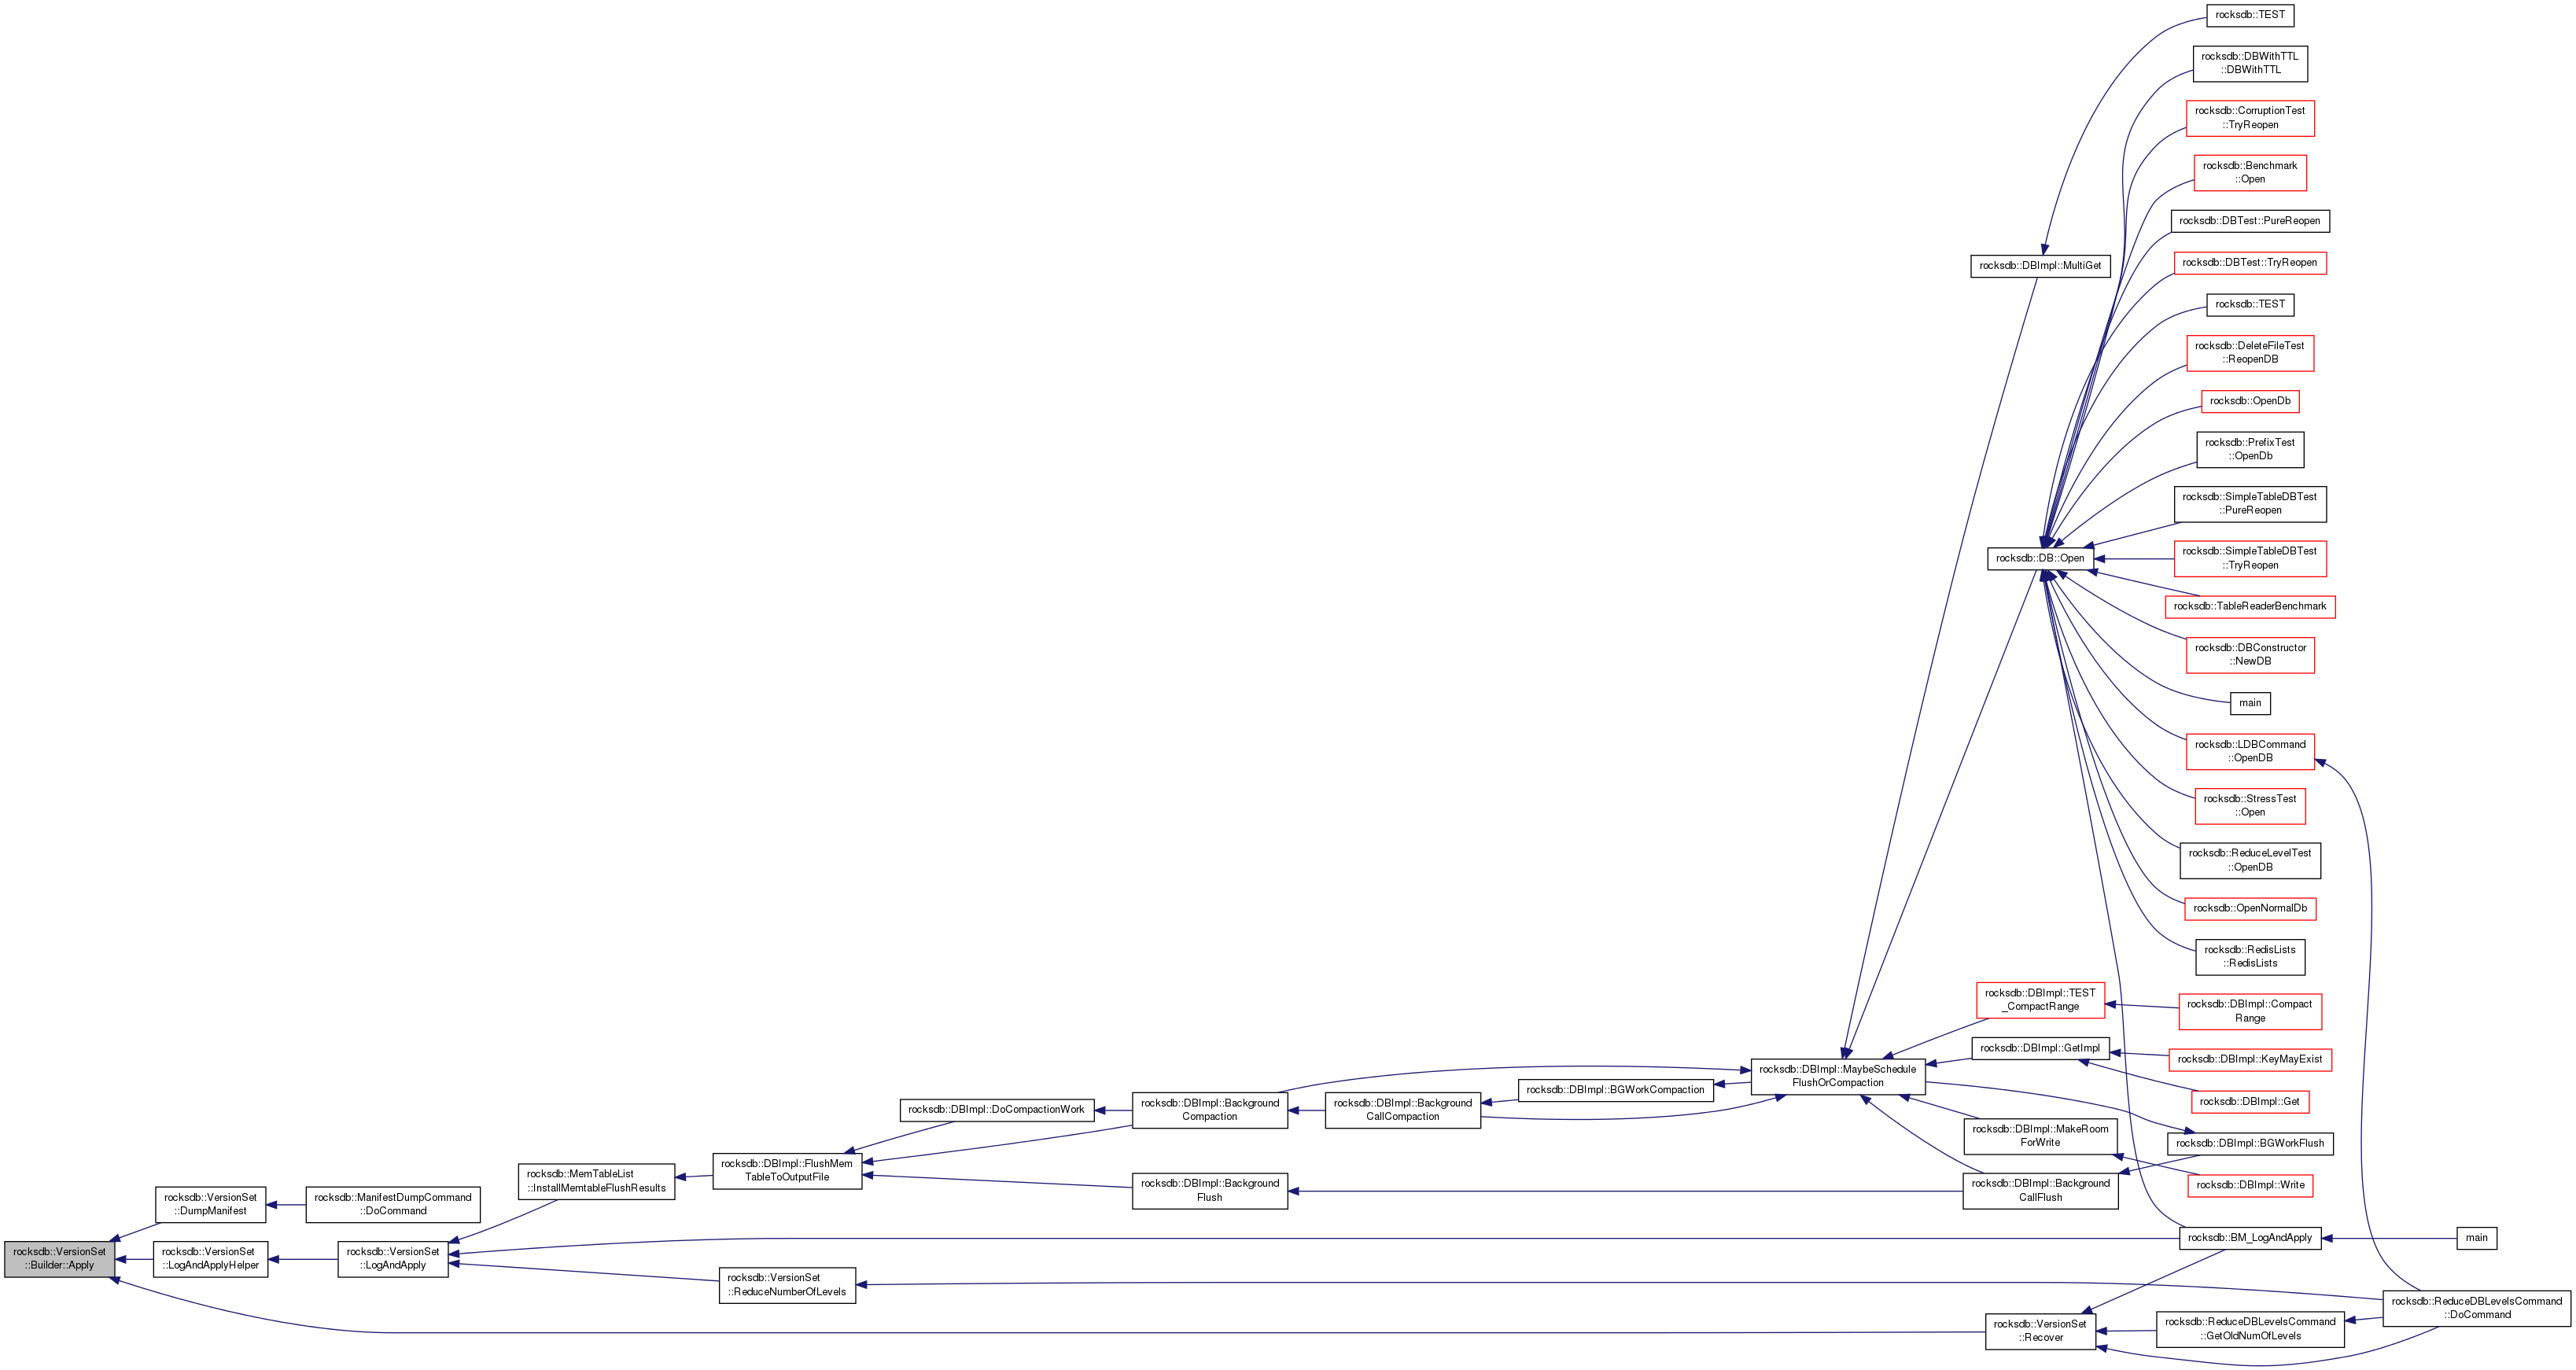 rocksdb::TEST
rocksdb::DBWithTTL
::DBWithTTL
rocksdb::CorruptionTest
::TryReopen
rocksdb::Benchmark
::Open
rocksdb::DBTest::PureReopen
rocksdb::DBImpl::MultiGet
rocksdb::DBTest::TryReopen
rocksdb::TEST
rocksdb::DeleteFileTest
::ReopenDB
rocksdb::OpenDb
rocksdb::PrefixTest
::OpenDb
rocksdb::SimpleTableDBTest
::PureReopen
rocksdb::DB::Open
rocksdb::SimpleTableDBTest
::TryReopen
rocksdb::TableReaderBenchmark
rocksdb::DBConstructor
::NewDB
main
rocksdb::LDBCommand
::OpenDB
rocksdb::StressTest
::Open
rocksdb::ReduceLevelTest
::OpenDB
rocksdb::OpenNormalDb
rocksdb::RedisLists
::RedisLists
rocksdb::DBImpl::TEST
_CompactRange
rocksdb::DBImpl::Compact
Range
rocksdb::DBImpl::GetImpl
rocksdb::DBImpl::KeyMayExist
rocksdb::DBImpl::MaybeSchedule
FlushOrCompaction
rocksdb::DBImpl::BGWorkCompaction
rocksdb::DBImpl::Get
rocksdb::DBImpl::DoCompactionWork
rocksdb::DBImpl::Background
Compaction
rocksdb::DBImpl::Background
CallCompaction
rocksdb::DBImpl::MakeRoom
ForWrite
rocksdb::DBImpl::BGWorkFlush
rocksdb::DBImpl::FlushMem
TableToOutputFile
rocksdb::MemTableList
::InstallMemtableFlushResults
rocksdb::DBImpl::Background
Flush
rocksdb::DBImpl::Background
CallFlush
rocksdb::DBImpl::Write
rocksdb::VersionSet
::DumpManifest
rocksdb::ManifestDumpCommand
::DoCommand
rocksdb::BM_LogAndApply
main
rocksdb::VersionSet
::Builder::Apply
rocksdb::VersionSet
::LogAndApplyHelper
rocksdb::VersionSet
::LogAndApply
rocksdb::VersionSet
::ReduceNumberOfLevels
rocksdb::ReduceDBLevelsCommand
::DoCommand
rocksdb::VersionSet
::Recover
rocksdb::ReduceDBLevelsCommand
::GetOldNumOfLevels